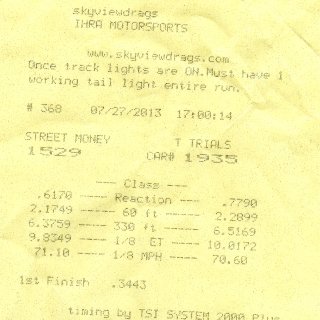 skyviewdrags
IHRA MOTORSPORTS
www.skyviewdrags.com
Once track lights are ON.Must have 1
working tail light entire run.
# 368 07/27/2013 17:00:14
STREET MONEY T TRIALS
1529 CAR# 1935
--- Class ---
.6170 ----- Reaction ----- .7790
2.1749 ----- 60 ft ----- 2.2899
6.3759 ----- 330 ft ----- 6.5169
9.8349 ----- 1/8 ET ----- 10.0172
71.10 ----- 1/8 MPH ----- 70.60
1st Finish .3443
timing by TSI SYSTEM 2000 Plus